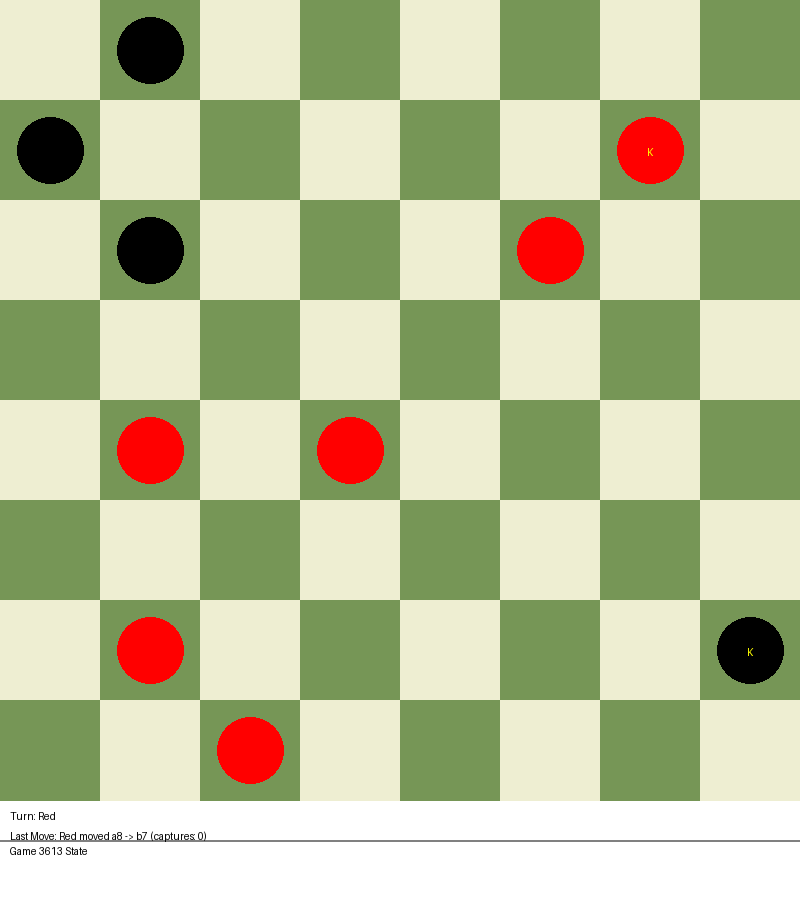 K
K
Turn: Red
Last Move: Red moved a8 -> b7 (captures: 0)
Game 3613 State